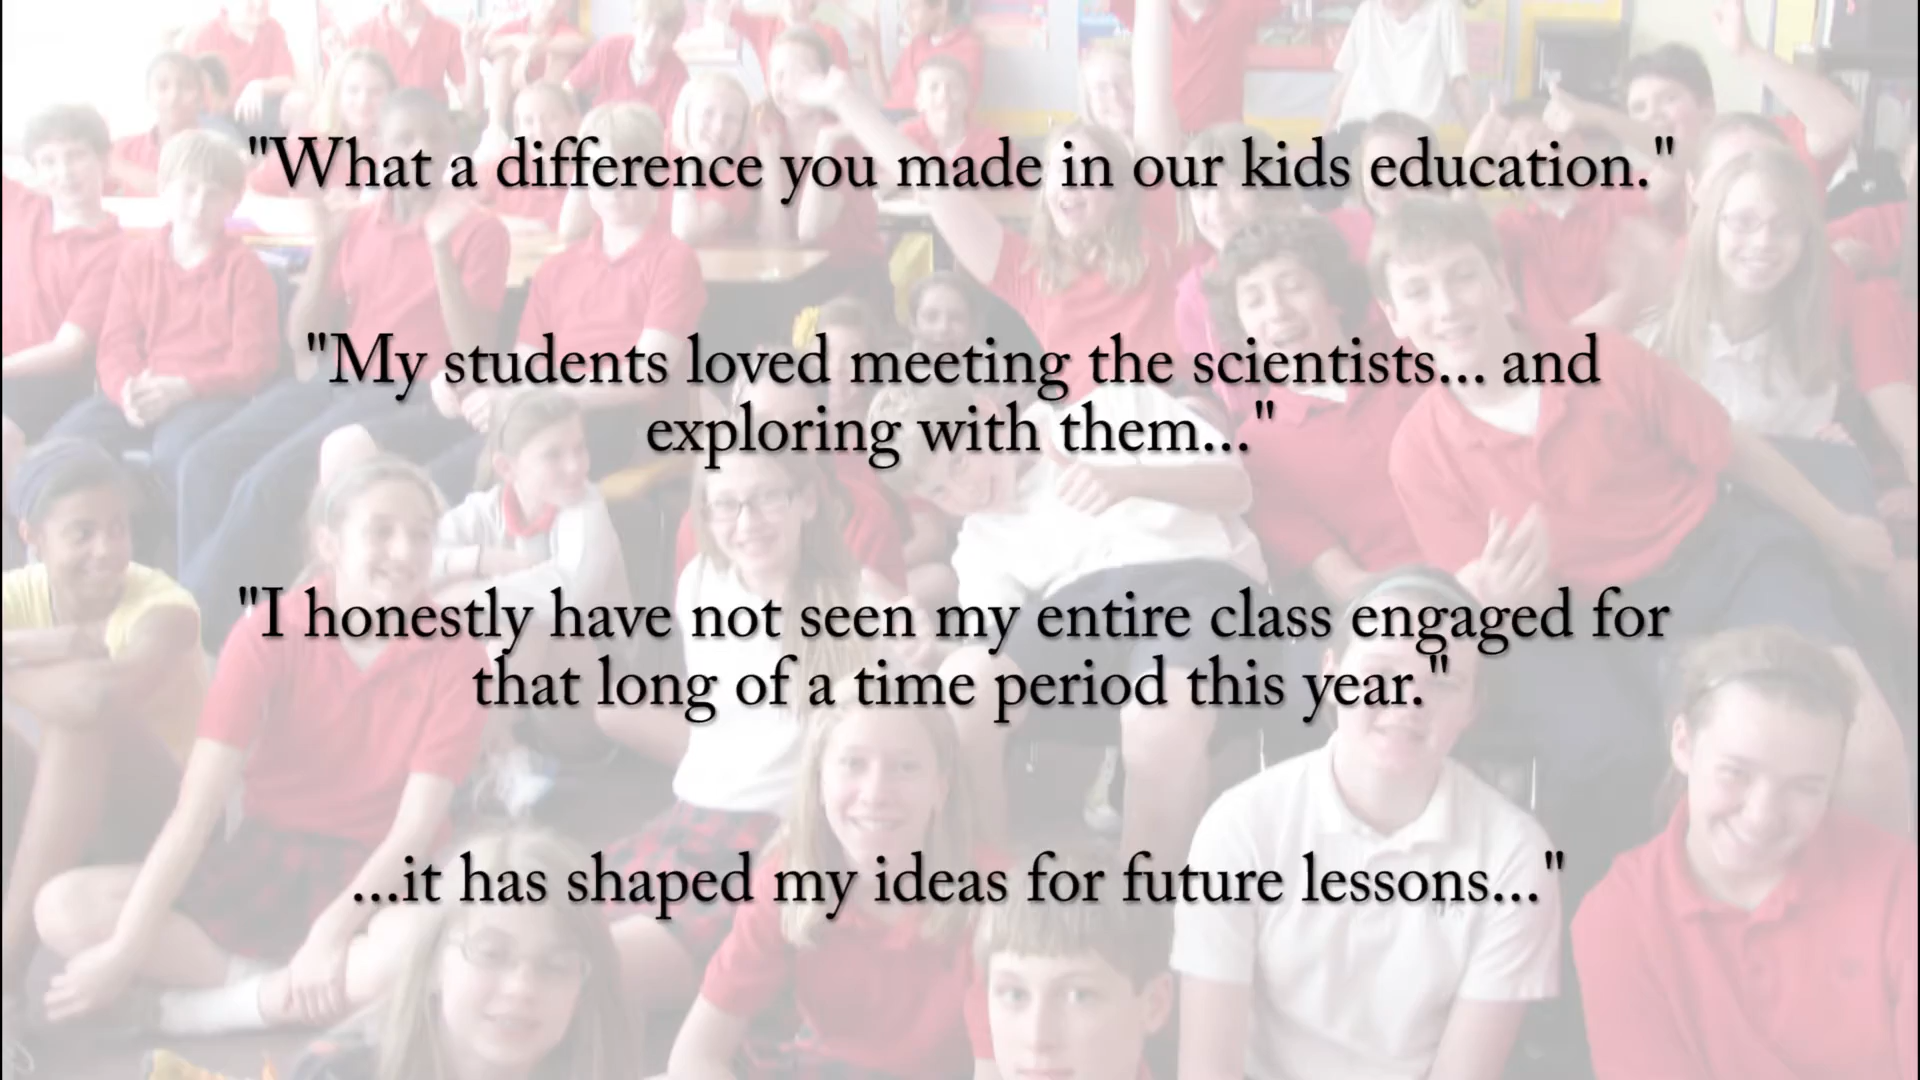 "What a difference you made in our kids education."
"My students loved meeting the scientists... and
exploring with them..."
"I honestly have not seen my entire class engaged for
that long of a time period this year."
...it has shaped my ideas for future lessons..."